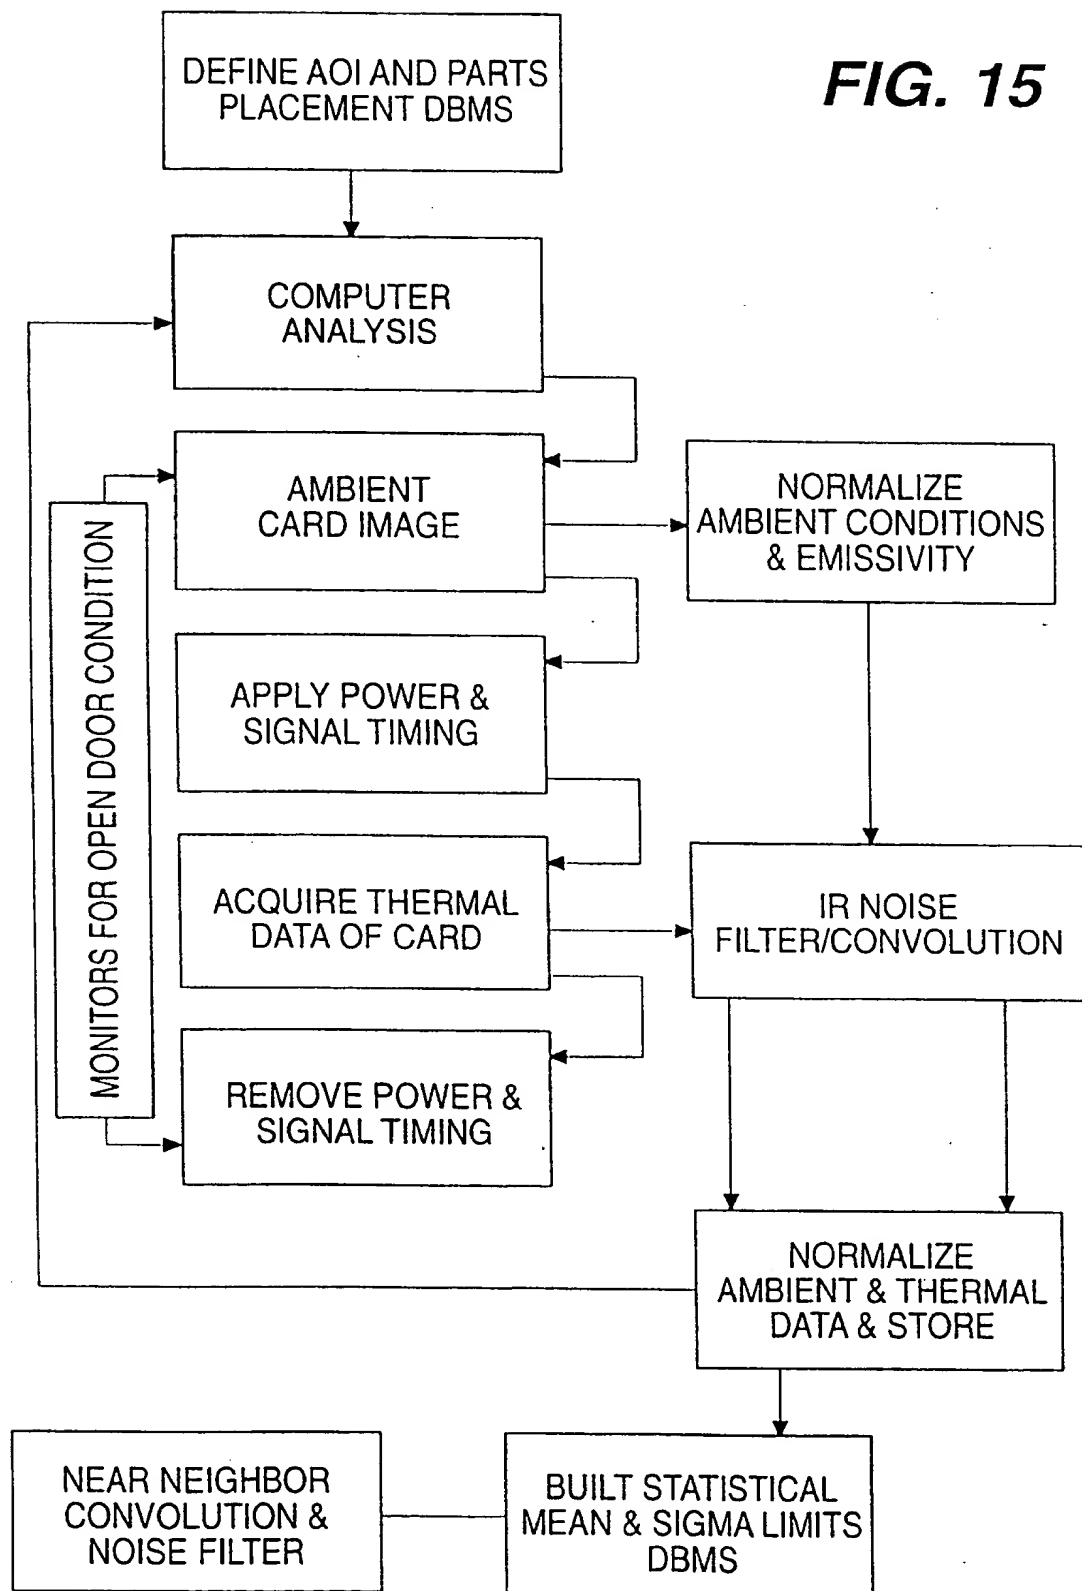 FIG. 15
DEFINE AOI AND PARTS
PLACEMENT DBMS
COMPUTER
ANALYSIS
AMBIENT
CARD IMAGE
NORMALIZE
AMBIENT CONDITIONS
& EMISSIVITY
MONITORS FOR OPEN DOOR CONDITION
APPLY POWER &
SIGNAL TIMING
ACQUIRE THERMAL
DATA OF CARD
IR NOISE
FILTER/CONVOLUTION
REMOVE POWER &
SIGNAL TIMING
NORMALIZE
AMBIENT & THERMAL
DATA & STORE
NEAR NEIGHBOR
CONVOLUTION &
NOISE FILTER
BUILT STATISTICAL
MEAN & SIGMA LIMITS
DBMS